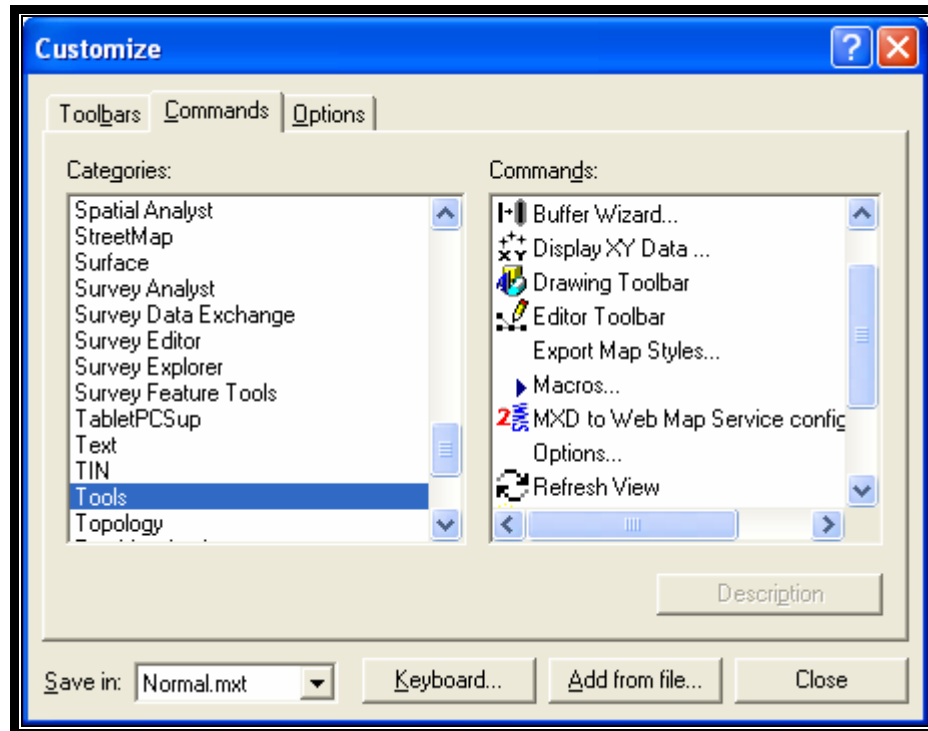 Customize
Toolbars Commands Options
Categories:
Spatial Analyst
StreetMap
Surface
Survey Analyst
Survey Data Exchange
Survey Editor
Survey Explorer
Survey Feature Tools
TabletPCSup
Text
TIN
Tools
Topology
Commands:
Buffer Wizard...
Display XY Data ...
Drawing Toolbar
Editor Toolbar
Export Map Styles...
Macros...
MXD to Web Map Service config
Options...
Refresh View
Description
Save in: Normal.mxt Keyboard... Add from file... Close